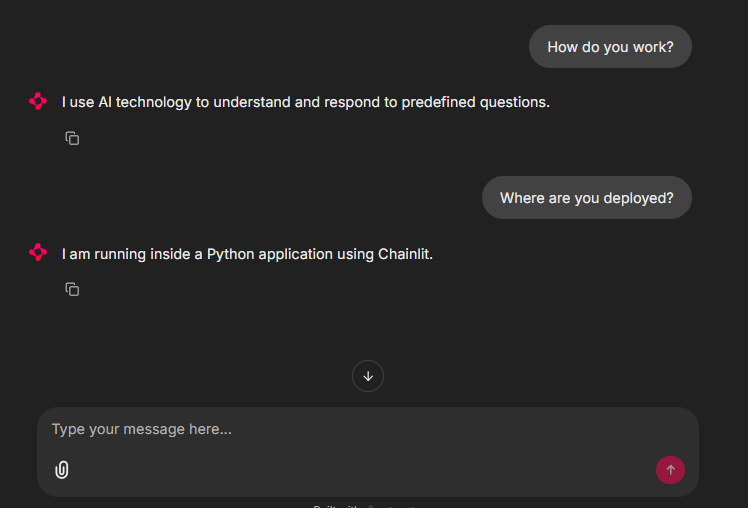 How do you work?
I use AI technology to understand and respond to predefined questions.
Where are you deployed?
I am running inside a Python application using Chainlit.
Type your message here...